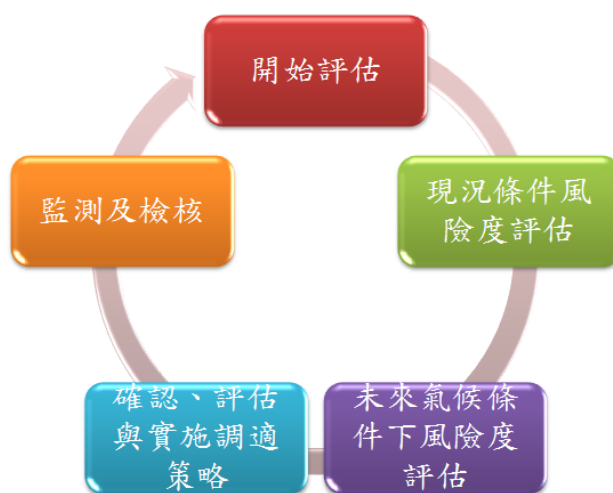 開始評估
現況條件風
險度評估
未來氣候條
件下風險度
評估
確認、評估
與實施調適
策略
監測及檢核